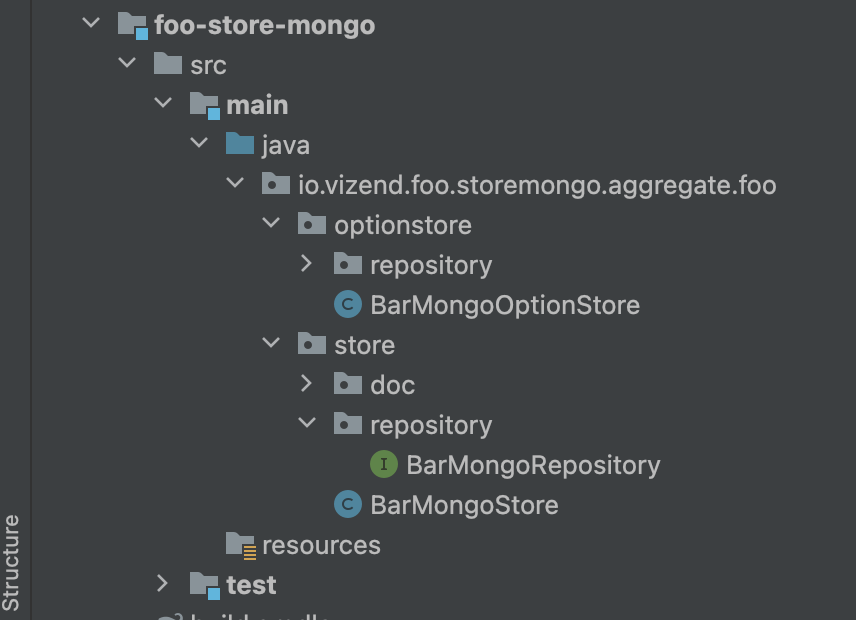 foo-store-mongo
src
main
java
io.vizend.foo.storemongo.aggregate.foo
optionstore
repository
C BarMongoOptionStore
store
doc
repository
I BarMongoRepository
C BarMongoStore
resources
test
Structure